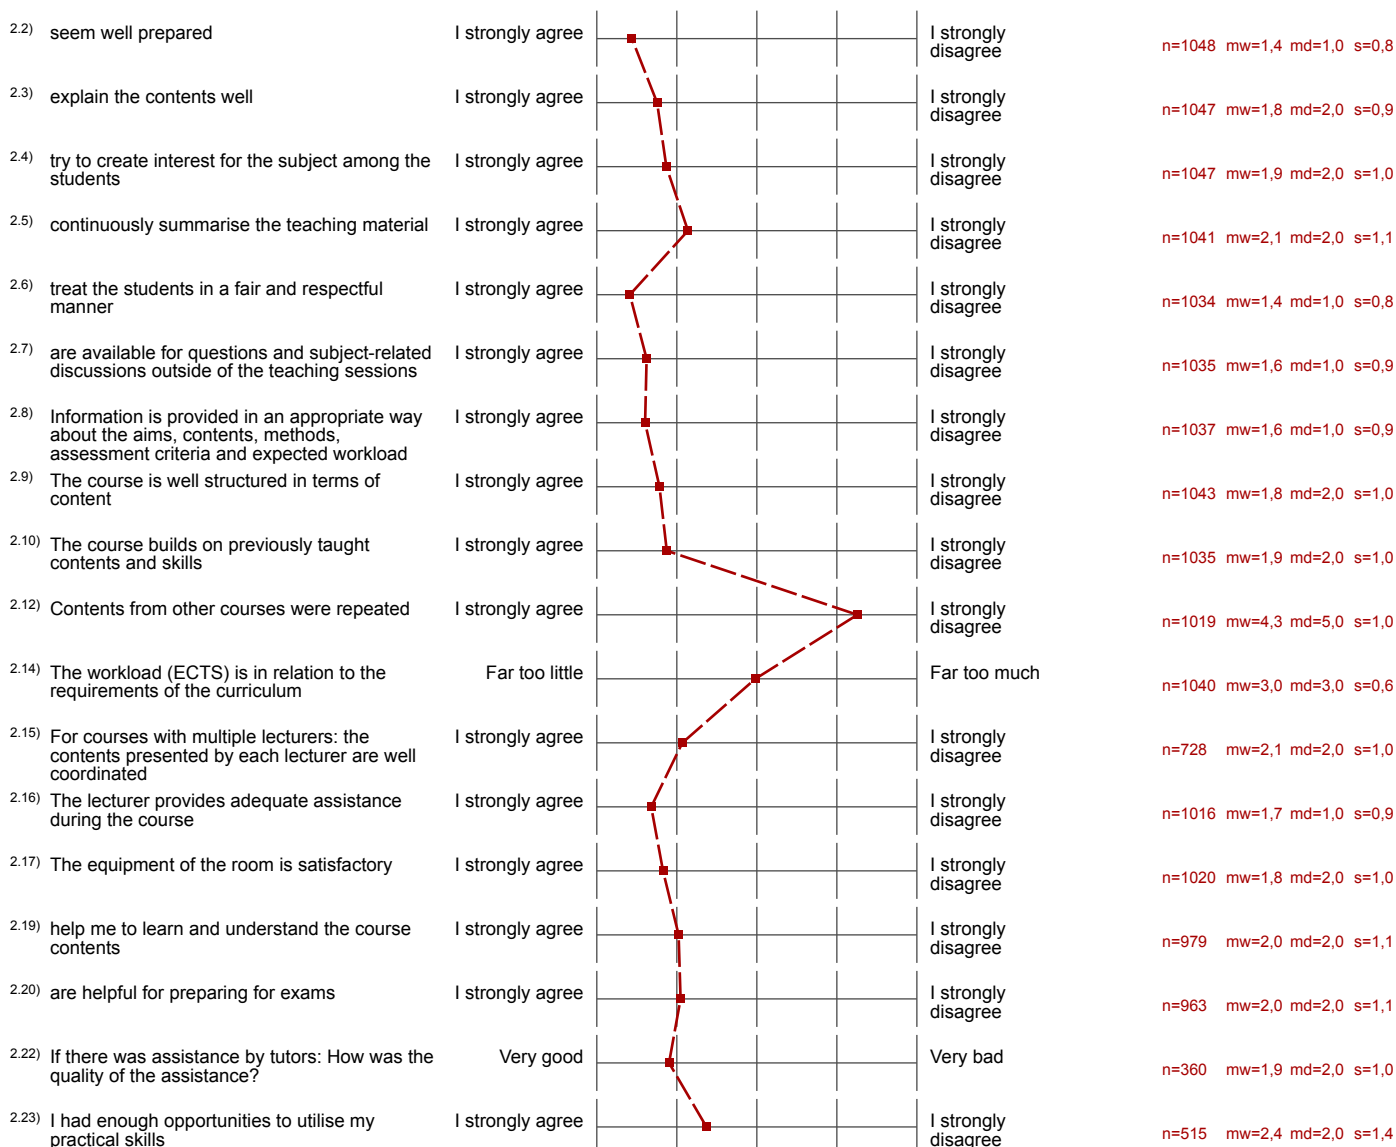 2.2) seem well prepared I strongly agree I strongly
disagree n=1048 mw=1,4 md=1,0 s=0,8
2.3) explain the contents well I strongly agree I strongly
disagree n=1047 mw=1,8 md=2,0 s=0,9
2.4) try to create interest for the subject among the I strongly agree I strongly
students disagree n=1047 mw=1,9 md=2,0 s=1,0
2.5) continuously summarise the teaching material I strongly agree I strongly
disagree n=1041 mw=2,1 md=2,0 s=1,1
2.6) treat the students in a fair and respectful I strongly agree I strongly
manner disagree n=1034 mw=1,4 md=1,0 s=0,8
2.7) are available for questions and subject-related I strongly agree I strongly
discussions outside of the teaching sessions disagree n=1035 mw=1,6 md=1,0 s=0,9
2.8) Information is provided in an appropriate way I strongly agree I strongly
about the aims, contents, methods, disagree n=1037 mw=1,6 md=1,0 s=0,9
assessment criteria and expected workload
2.9) The course is well structured in terms of I strongly agree I strongly
content disagree n=1043 mw=1,8 md=2,0 s=1,0
2.10) The course builds on previously taught I strongly agree I strongly
contents and skills disagree n=1035 mw=1,9 md=2,0 s=1,0
2.12) Contents from other courses were repeated I strongly agree I strongly
disagree n=1019 mw=4,3 md=5,0 s=1,0
2.14) The workload (ECTS) is in relation to the Far too little Far too much
requirements of the curriculum n=1040 mw=3,0 md=3,0 s=0,6
2.15) For courses with multiple lecturers: the I strongly agree I strongly
contents presented by each lecturer are well disagree n=728 mw=2,1 md=2,0 s=1,0
coordinated
2.16) The lecturer provides adequate assistance I strongly agree I strongly
during the course disagree n=1016 mw=1,7 md=1,0 s=0,9
2.17) The equipment of the room is satisfactory I strongly agree I strongly
disagree n=1020 mw=1,8 md=2,0 s=1,0
2.19) help me to learn and understand the course I strongly agree I strongly
contents disagree n=979 mw=2,0 md=2,0 s=1,1
2.20) are helpful for preparing for exams I strongly agree I strongly
disagree n=963 mw=2,0 md=2,0 s=1,1
2.22) If there was assistance by tutors: How was the Very good Very bad
quality of the assistance? n=360 mw=1,9 md=2,0 s=1,0
2.23) I had enough opportunities to utilise my I strongly agree I strongly
practical skills disagree n=515 mw=2,4 md=2,0 s=1,4